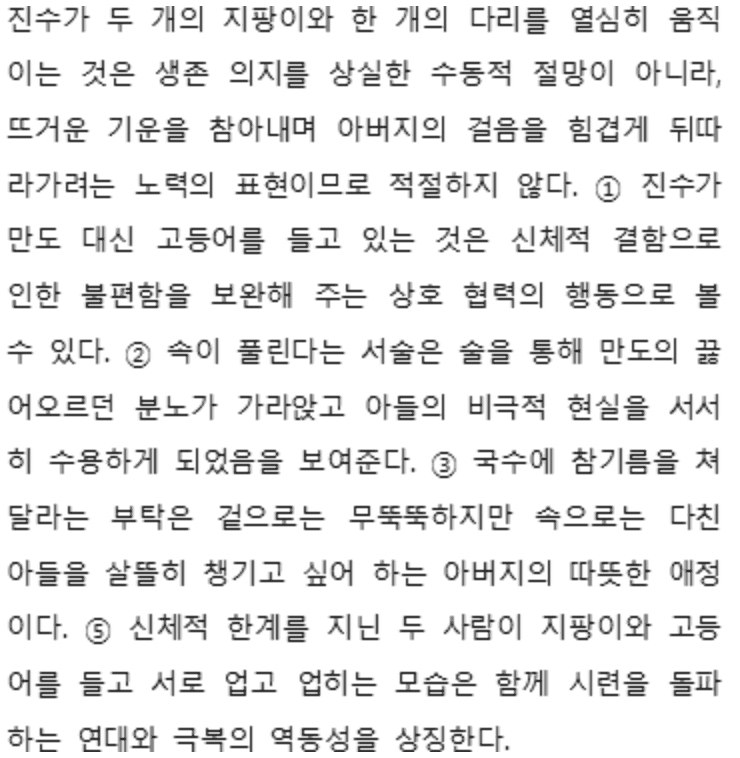 진수가 두 개의 지팡이와 한 개의 다리를 열심히 움직
이는 것은 생존 의지를 상실한 수동적 절망이 아니라,
뜨거운 기운을 참아내며 아버지의 걸음을 힘겹게 뒤따
라가려는 노력의 표현이므로 적절하지 않다. ① 진수가
만도 대신 고등어를 들고 있는 것은 신체적 결함으로
인한 불편함을 보완해 주는 상호 협력의 행동으로 볼
수 있다. ② 속이 풀린다는 서술은 술을 통해 만도의 끓
어오르던 분노가 가라앉고 아들의 비극적 현실을 서서
히 수용하게 되었음을 보여준다. ③ 국수에 참기름을 쳐
달라는 부탁은 겉으로는 무뚝뚝하지만 속으로는 다친
아들을 살뜰히 챙기고 싶어 하는 아버지의 따뜻한 애정
이다. ⑤ 신체적 한계를 지닌 두 사람이 지팡이와 고등
어를 들고 서로 업고 업히는 모습은 함께 시련을 돌파
하는 연대와 극복의 역동성을 상징한다.